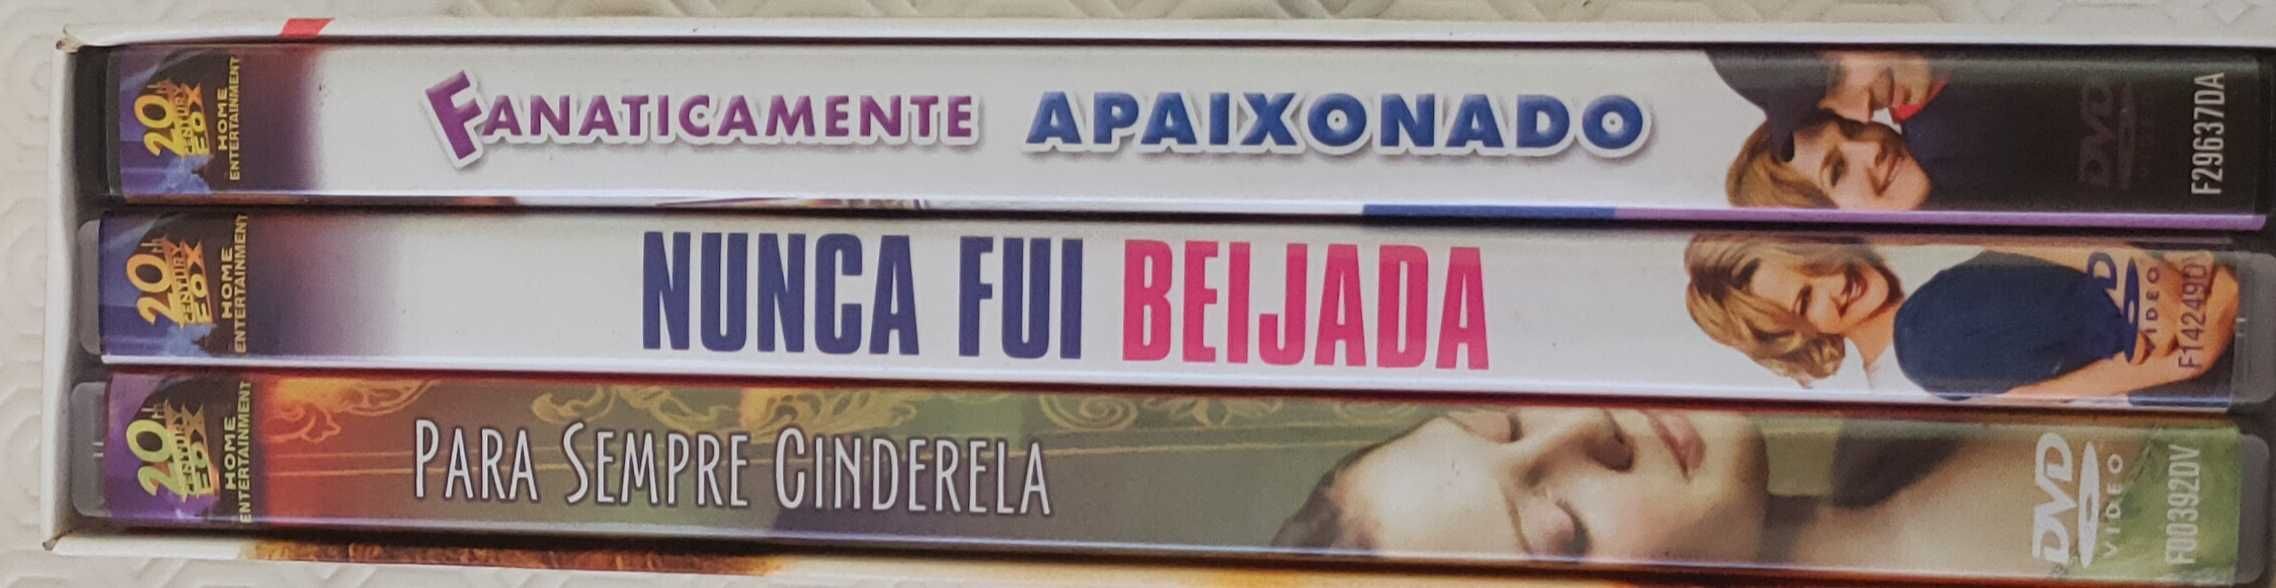 20th CENTURY FOX HOME ENTERTAINMENT FANATICAMENTE APAIXONADO DVD VIDEO F29637DA
20th CENTURY FOX HOME ENTERTAINMENT NUNCA FUI BEIJADA DVD VIDEO F14249D
20th CENTURY FOX HOME ENTERTAINMENT PARA SEMPRE CINDERELA DVD VIDEO F00392DV